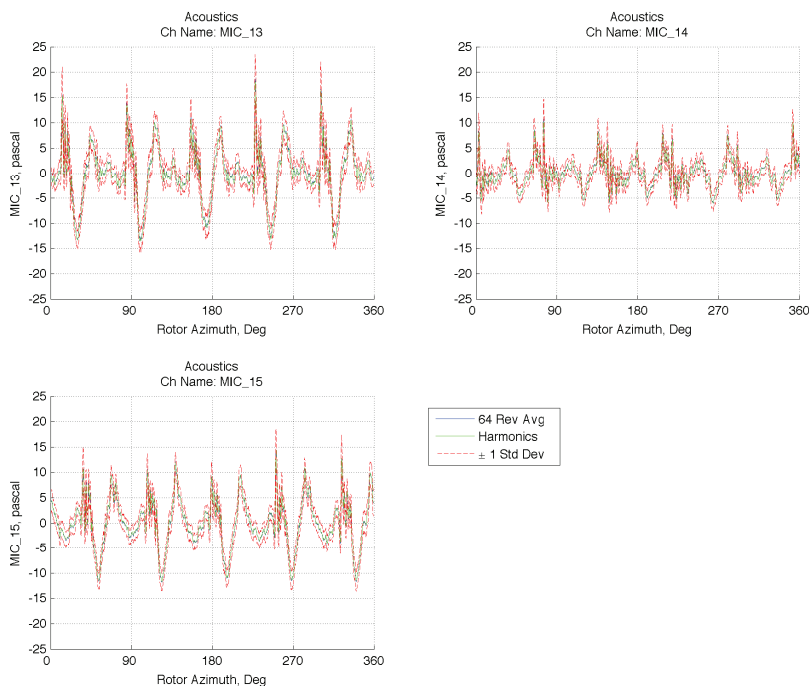 Acoustics
Ch Name: MIC_13
25
20
15
10
5
0
-5
-10
-15
-20
-25
MIC_13, pascal
0 90 180 270 360
Rotor Azimuth, Deg
Acoustics
Ch Name: MIC_14
25
20
15
10
5
0
-5
-10
-15
-20
-25
MIC_14, pascal
0 90 180 270 360
Rotor Azimuth, Deg
Acoustics
Ch Name: MIC_15
25
20
15
10
5
0
-5
-10
-15
-20
-25
MIC_15, pascal
0 90 180 270 360
Rotor Azimuth, Deg
64 Rev Avg
Harmonics
± 1 Std Dev